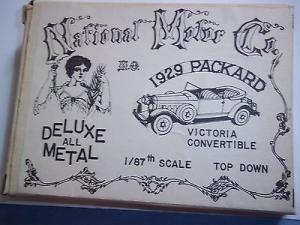 National Motor Co.
1929 PACKARD
DELUXE
ALL
METAL
VICTORIA
CONVERTIBLE
1/87th SCALE TOP DOWN